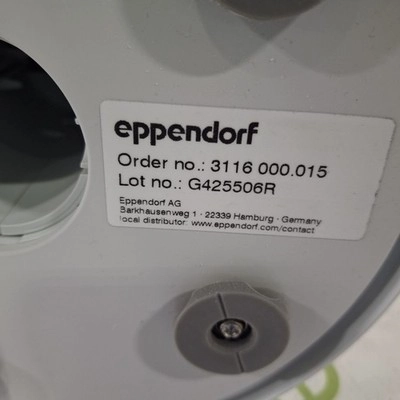 eppendorf
Order no.: 3116 000.015
Lot no.: G425506R
Eppendorf AG
Barkhausenweg 1 · 22339 Hamburg · Germany
local distributor: www.eppendorf.com/contact